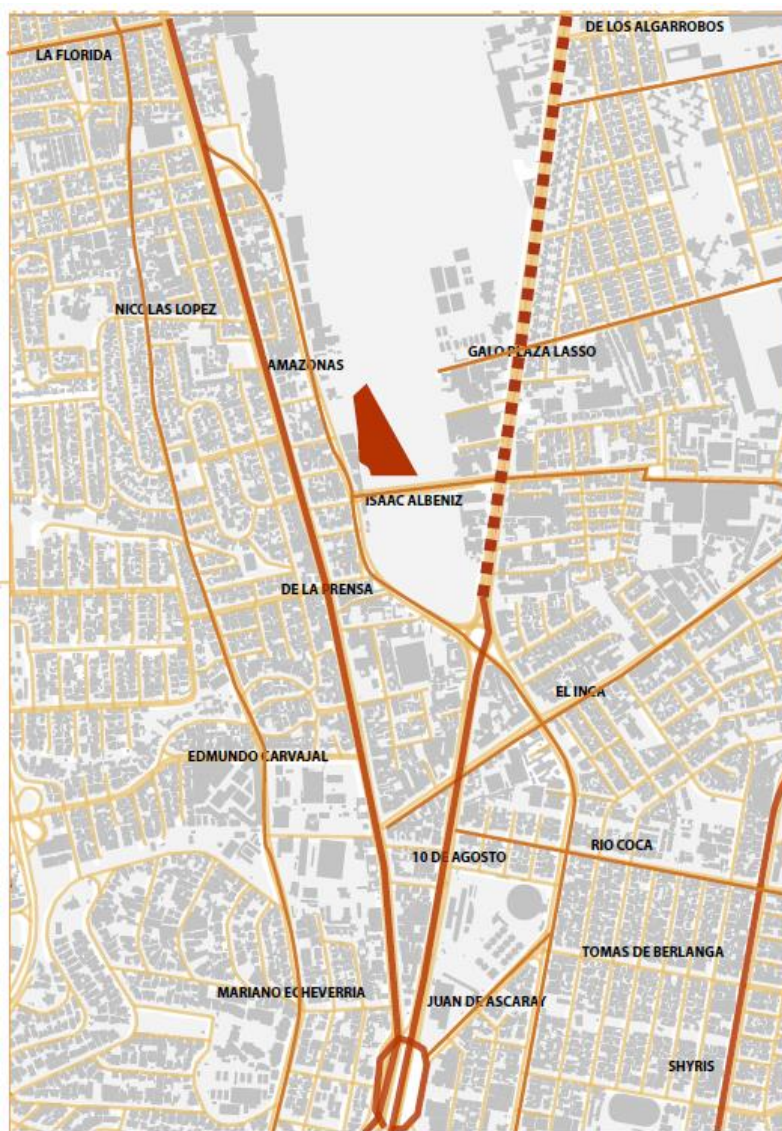 DE LOS ALGARROBOS
LA FLORIDA
NICOLAS LOPEZ
GALO PLAZA LASSO
AMAZONAS
ISAAC ALBENIZ
DE LA PRENSA
EL INCA
EDMUNDO CARVAJAL
RIO COCA
10 DE AGOSTO
TOMAS DE BERLANGA
MARIANO ECHEVERRIA
JUAN DE ASCARAY
SHYRIS